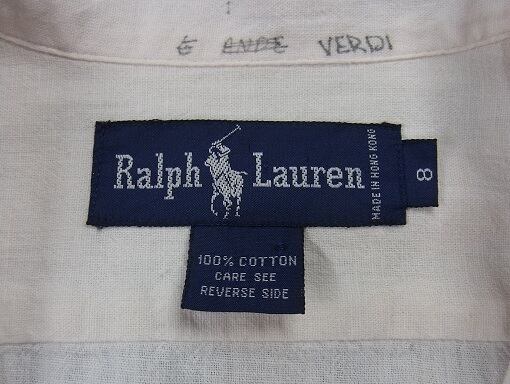 VERDI
Ralph Lauren
MADE IN HONG KONG
8
100% COTTON
CARE SEE
REVERSE SIDE